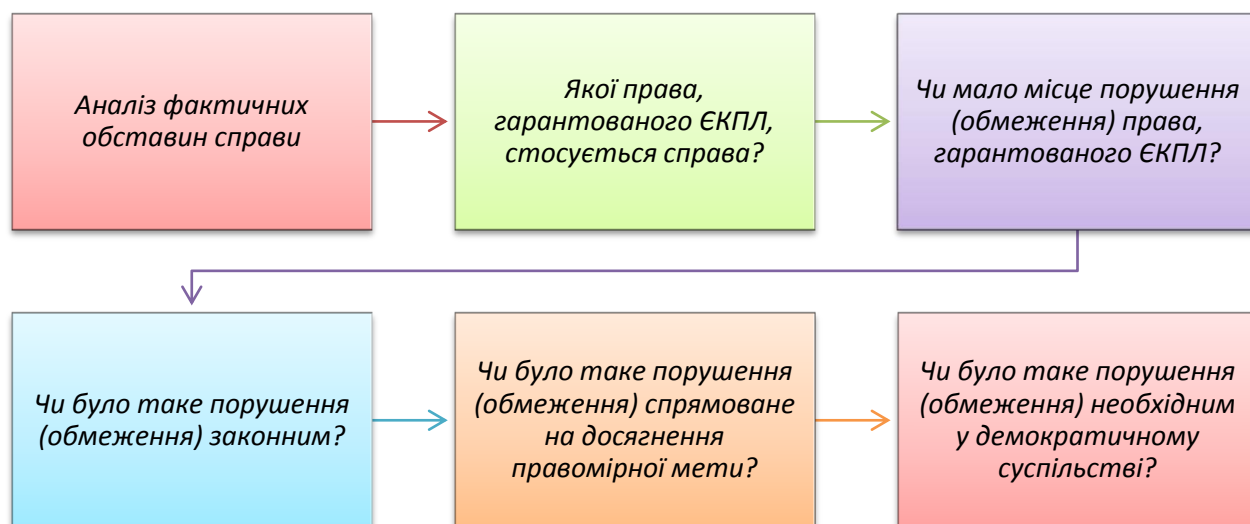 Аналіз фактичних
обставин справи
Якої права,
гарантованого ЄКПЛ,
стосується справа?
Чи мало місце порушення
(обмеження) права,
гарантованого ЄКПЛ?
Чи було таке порушення
(обмеження) законним?
Чи було таке порушення
(обмеження) спрямоване
на досягнення
правомірної мети?
Чи було таке порушення
(обмеження) необхідним
у демократичному
суспільстві?